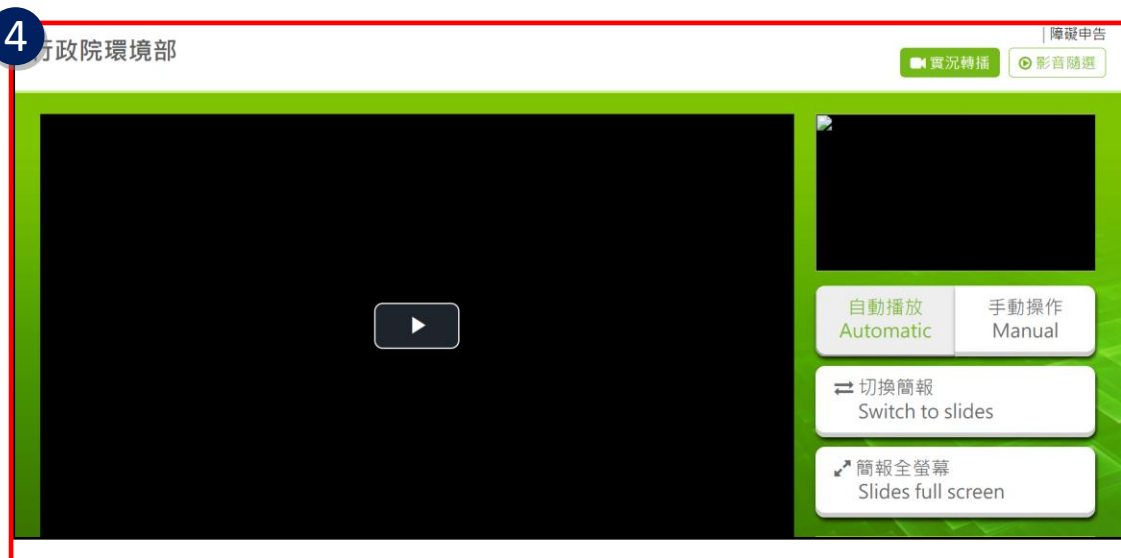 4
行政院環境部
|障礙申告
實況轉播
影音隨選
自動播放
Automatic
手動操作
Manual
切換簡報
Switch to slides
簡報全螢幕
Slides full screen